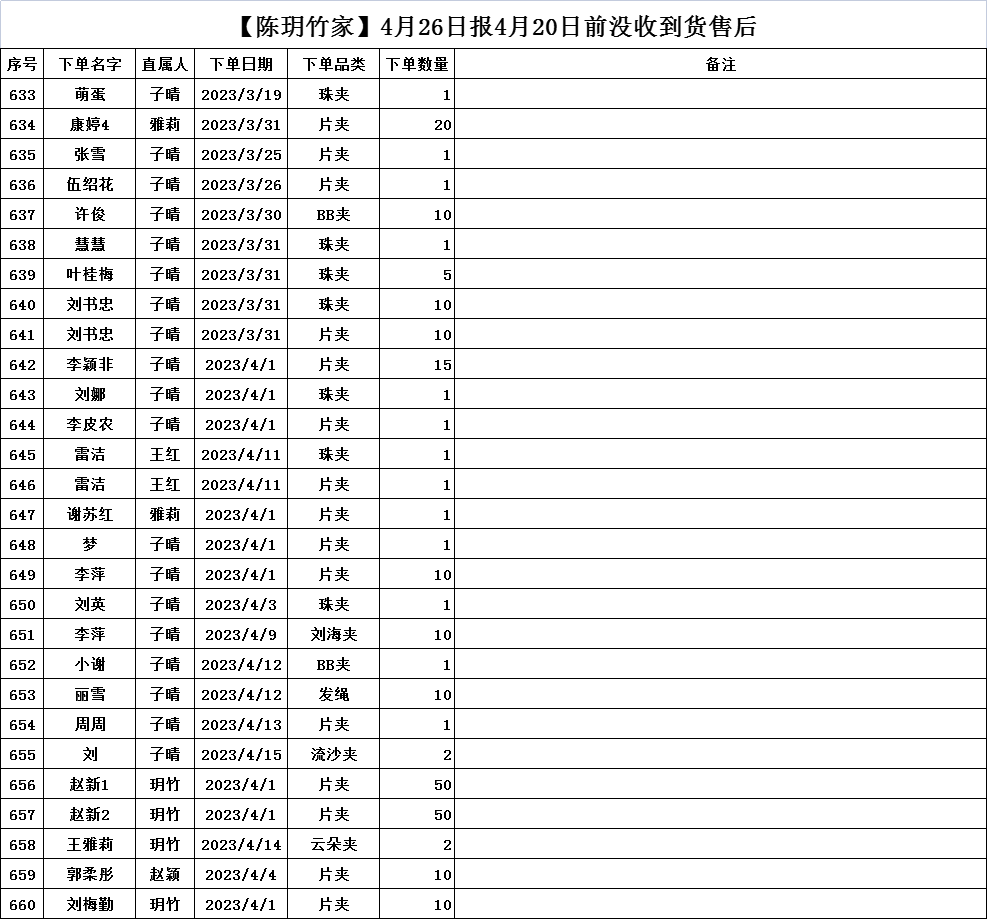 【陈玥竹家】4月26日报4月20日前没收到货售后
序号 下单名字 直属人 下单日期 下单品类 下单数量 备注
633 萌蛋 子晴 2023/3/19 珠夹 1
634 康婷4 雅莉 2023/3/31 片夹 20
635 张雪 子晴 2023/3/25 片夹 1
636 伍绍花 子晴 2023/3/26 片夹 1
637 许俊 子晴 2023/3/30 BB夹 10
638 慧慧 子晴 2023/3/31 珠夹 1
639 叶桂梅 子晴 2023/3/31 珠夹 5
640 刘书忠 子晴 2023/3/31 珠夹 10
641 刘书忠 子晴 2023/3/31 片夹 10
642 李颖非 子晴 2023/4/1 片夹 15
643 刘娜 子晴 2023/4/1 珠夹 1
644 李皮农 子晴 2023/4/1 片夹 1
645 雷洁 王红 2023/4/11 珠夹 1
646 雷洁 王红 2023/4/11 片夹 1
647 谢苏红 雅莉 2023/4/1 片夹 1
648 梦 子晴 2023/4/1 片夹 1
649 李萍 子晴 2023/4/1 片夹 10
650 刘英 子晴 2023/4/3 珠夹 1
651 李萍 子晴 2023/4/9 刘海夹 10
652 小谢 子晴 2023/4/12 BB夹 1
653 丽雪 子晴 2023/4/12 发绳 10
654 周周 子晴 2023/4/13 片夹 1
655 刘 子晴 2023/4/15 流沙夹 2
656 赵新1 玥竹 2023/4/1 片夹 50
657 赵新2 玥竹 2023/4/1 片夹 50
658 王雅莉 玥竹 2023/4/14 云朵夹 2
659 郭柔彤 赵颖 2023/4/4 片夹 10
660 刘梅勤 玥竹 2023/4/1 片夹 10